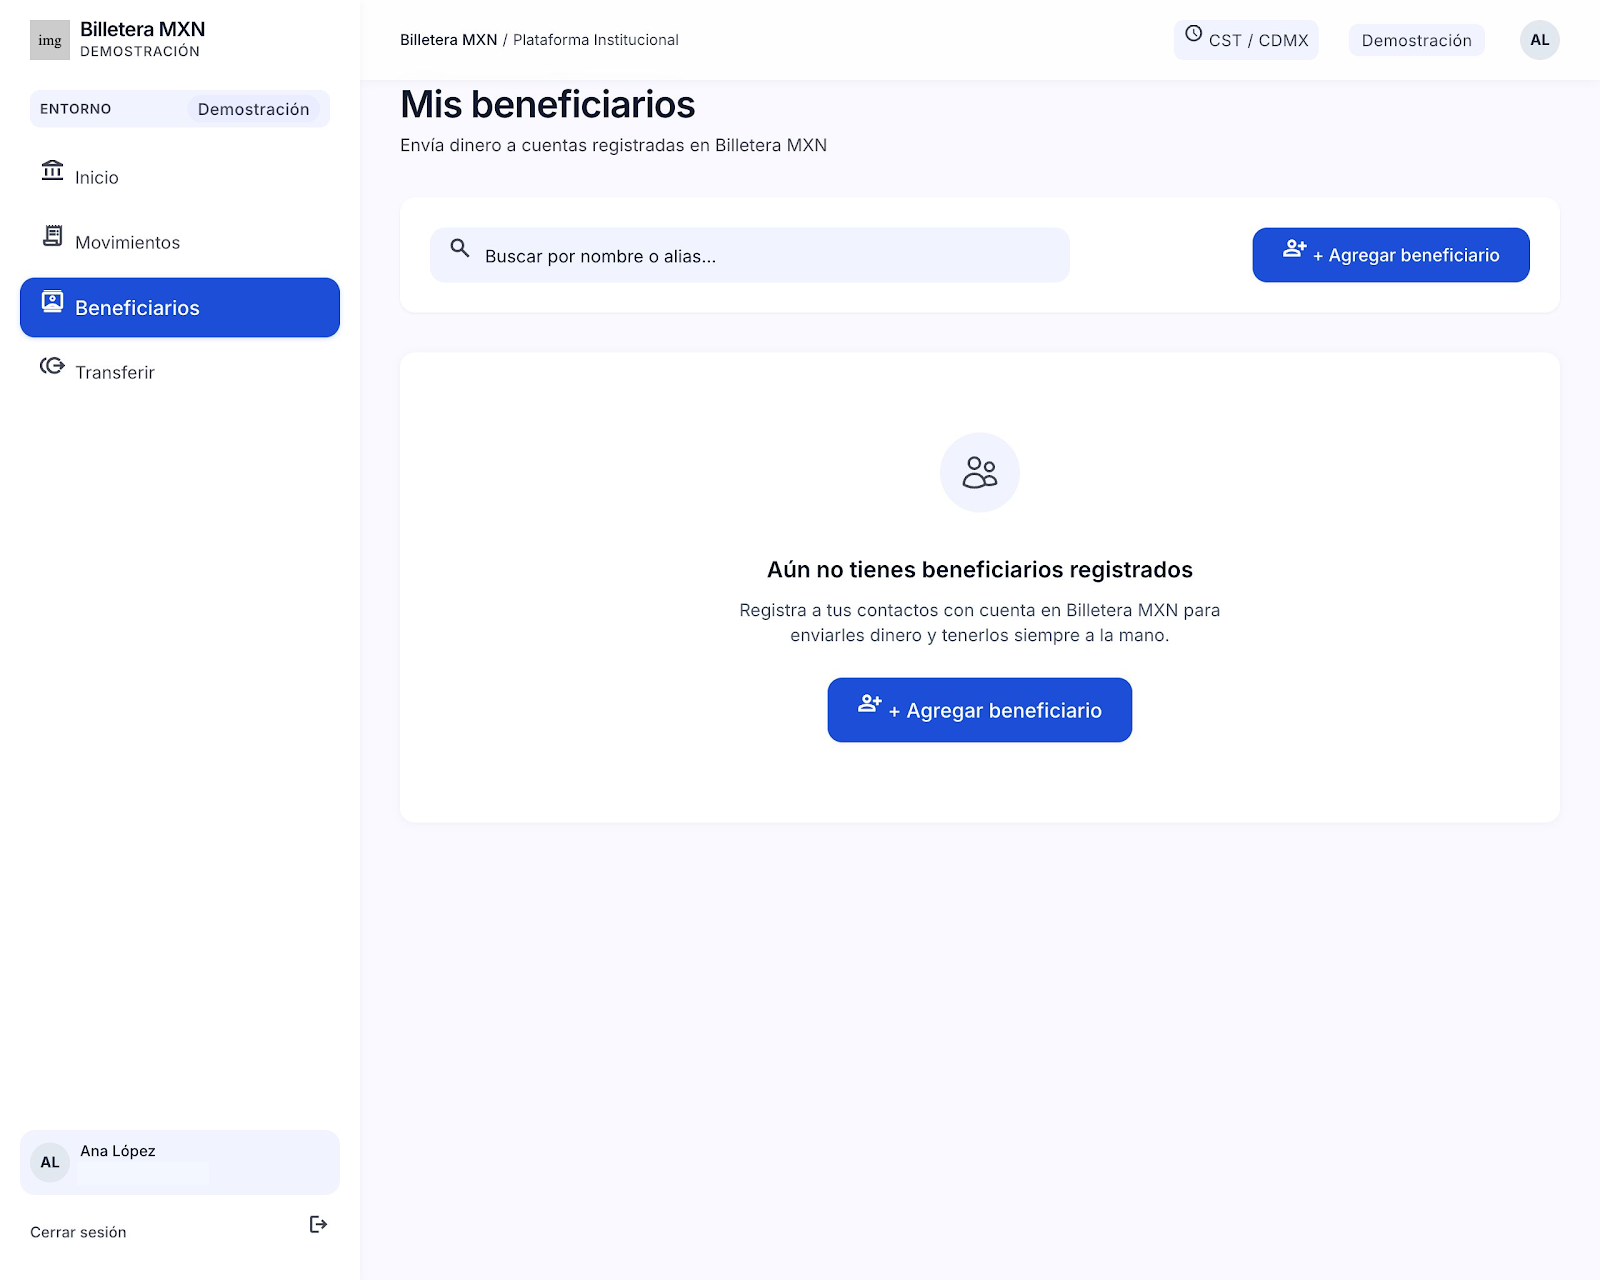 img
Billetera MXN
DEMOSTRACIÓN
ENTORNO
Demostración
Inicio
Movimientos
Beneficiarios
Transferir
AL
Ana López
Cerrar sesión
Billetera MXN / Plataforma Institucional
CST / CDMX
Demostración
AL
Mis beneficiarios
Envía dinero a cuentas registradas en Billetera MXN
Buscar por nombre o alias...
+ Agregar beneficiario
Aún no tienes beneficiarios registrados
Registra a tus contactos con cuenta en Billetera MXN para
enviarles dinero y tenerlos siempre a la mano.
+ Agregar beneficiario